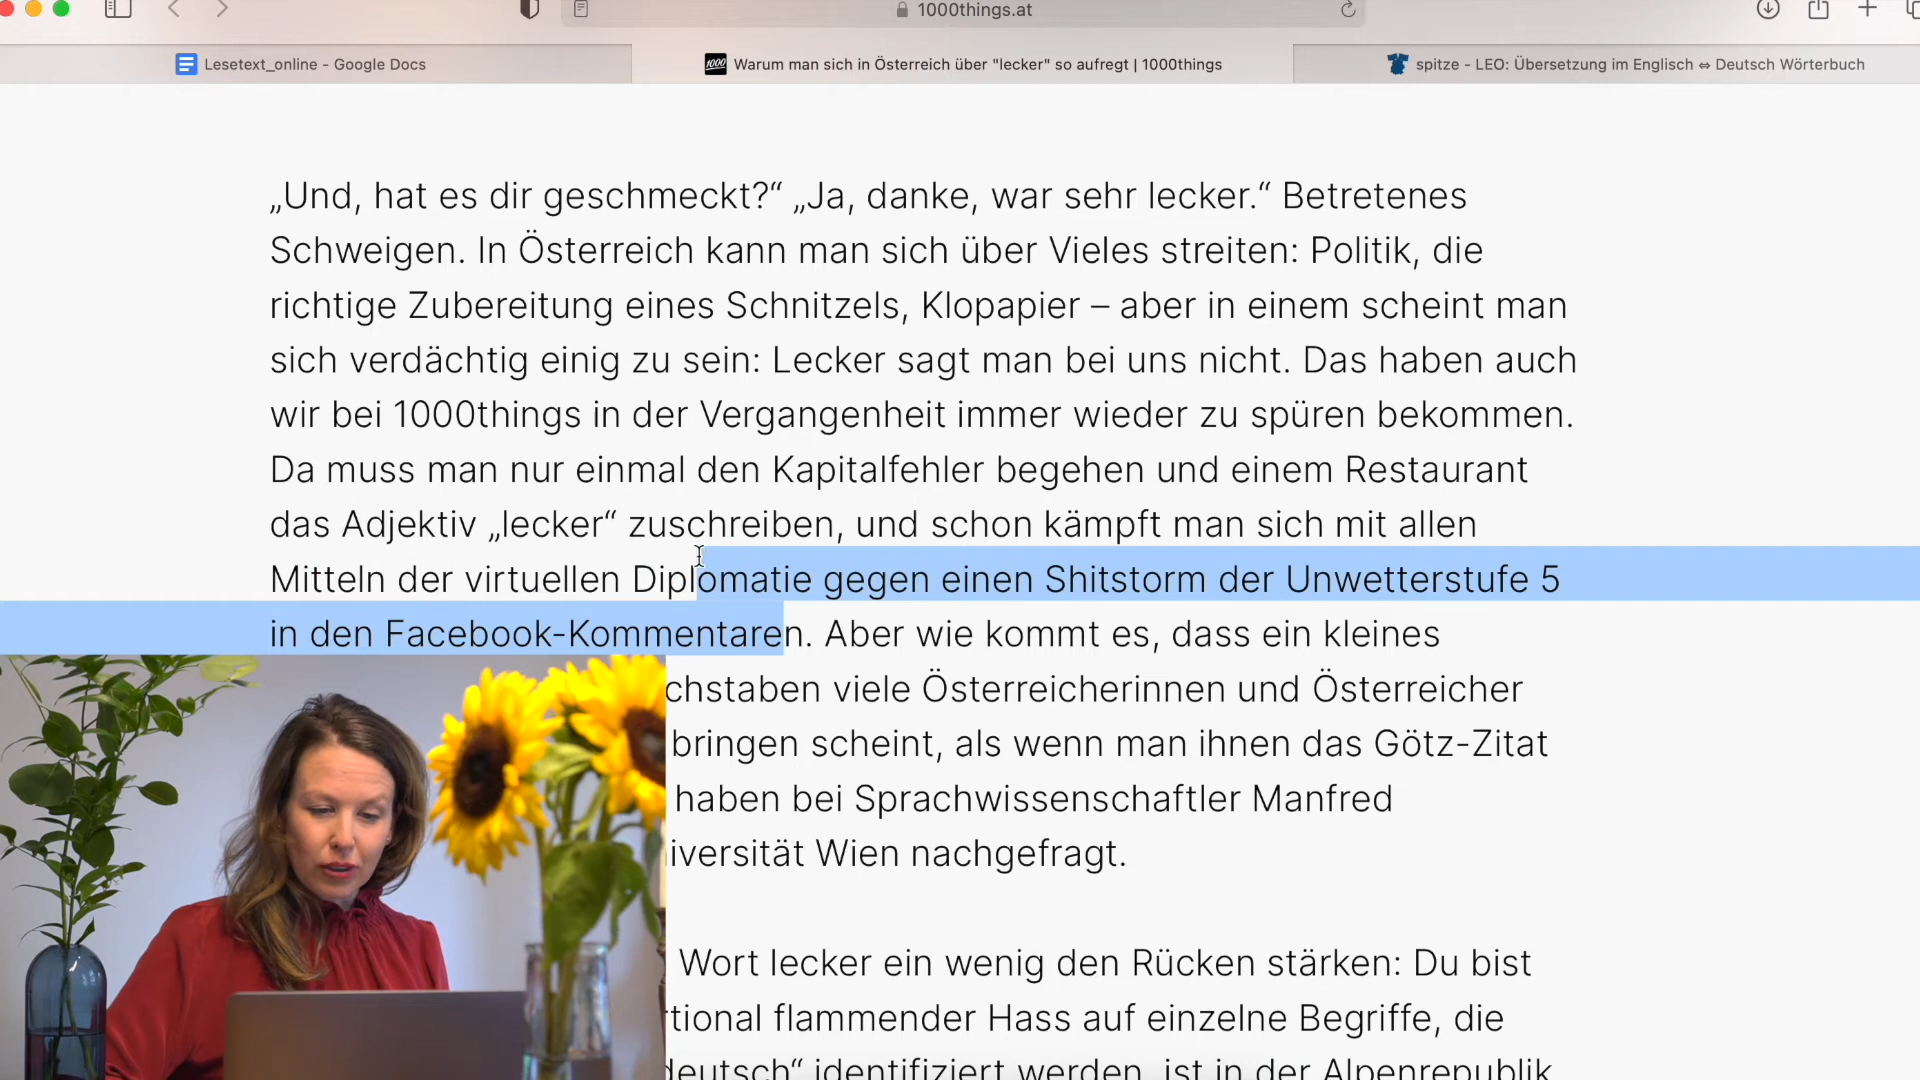 1000things.at
Lesetext_online - Google Docs
Warum man sich in Österreich über "lecker" so aufregt | 1000things
spitze - LEO: Übersetzung im Englisch ⇔ Deutsch Wörterbuch
„Und, hat es dir geschmeckt?“ „Ja, danke, war sehr lecker.“ Betretenes
Schweigen. In Österreich kann man sich über Vieles streiten: Politik, die
richtige Zubereitung eines Schnitzels, Klopapier – aber in einem scheint man
sich verdächtig einig zu sein: Lecker sagt man bei uns nicht. Das haben auch
wir bei 1000things in der Vergangenheit immer wieder zu spüren bekommen.
Da muss man nur einmal den Kapitalfehler begehen und einem Restaurant
das Adjektiv „lecker“ zuschreiben, und schon kämpft man sich mit allen
Mitteln der virtuellen Diplomatie gegen einen Shitstorm der Unwetterstufe 5
in den Facebook-Kommentaren. Aber wie kommt es, dass ein kleines
chstaben viele Österreicherinnen und Österreicher
bringen scheint, als wenn man ihnen das Götz-Zitat
haben bei Sprachwissenschaftler Manfred
iversität Wien nachgefragt.
Wort lecker ein wenig den Rücken stärken: Du bist
tional flammender Hass auf einzelne Begriffe, die
deutsch“ identifiziert werden, ist in der Alpenrepublik